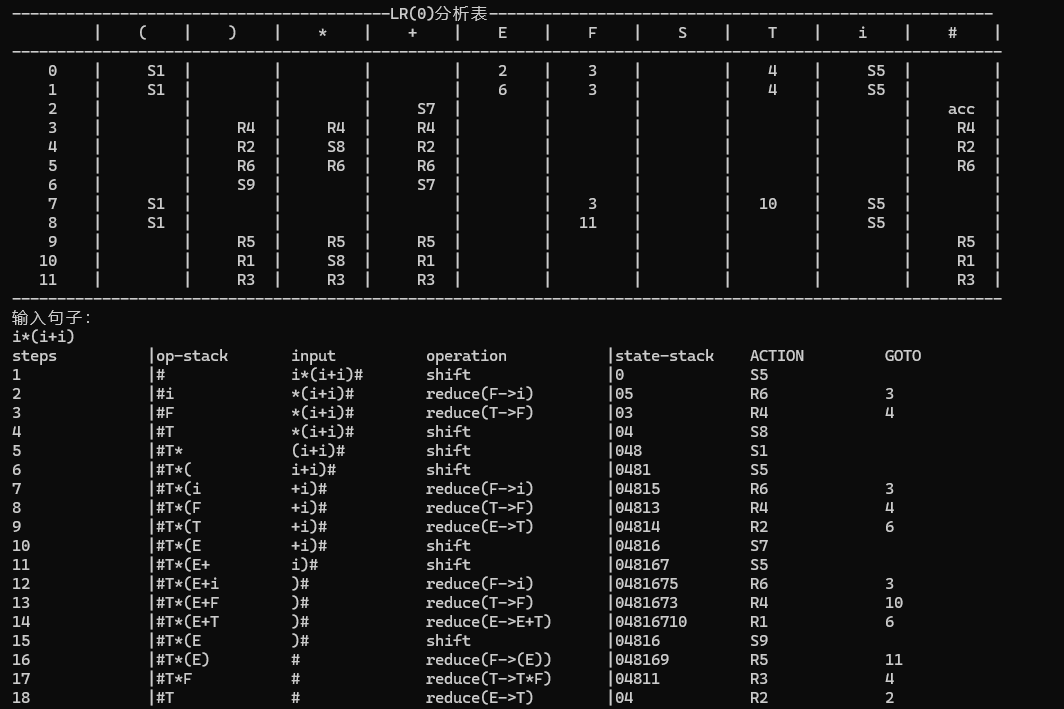 LR(0)分析表
| ( | ) | * | + | E | F | S | T | i | # |
0 | S1 | | | | 2 | 3 | | 4 | S5 | |
1 | S1 | | | | 6 | 3 | | 4 | S5 | |
2 | | | | S7 | | | | | | acc |
3 | | R4 | R4 | R4 | | | | | | R4 |
4 | | R2 | S8 | R2 | | | | | | R2 |
5 | | R6 | R6 | R6 | | | | | | R6 |
6 | | S9 | | S7 | | | | | | |
7 | S1 | | | | | 3 | | 10 | S5 | |
8 | S1 | | | | | 11 | | | S5 | |
9 | | R5 | R5 | R5 | | | | | | R5 |
10 | | R1 | S8 | R1 | | | | | | R1 |
11 | | R3 | R3 | R3 | | | | | | R3 |
输入句子:
i*(i+i)
steps |op-stack input operation |state-stack ACTION GOTO
1 |# i*(i+i)# shift |0 S5
2 |#i *(i+i)# reduce(F->i) |05 R6 3
3 |#F *(i+i)# reduce(T->F) |03 R4 4
4 |#T *(i+i)# shift |04 S8
5 |#T* (i+i)# shift |048 S1
6 |#T*( i+i)# shift |0481 S5
7 |#T*(i +i)# reduce(F->i) |04815 R6 3
8 |#T*(F +i)# reduce(T->F) |04813 R4 4
9 |#T*(T +i)# reduce(E->T) |04814 R2 6
10 |#T*(E +i)# shift |04816 S7
11 |#T*(E+ i)# shift |048167 S5
12 |#T*(E+i )# reduce(F->i) |0481675 R6 3
13 |#T*(E+F )# reduce(T->F) |0481673 R4 10
14 |#T*(E+T )# reduce(E->E+T) |04816710 R1 6
15 |#T*(E )# shift |04816 S9
16 |#T*(E) # reduce(F->(E)) |048169 R5 11
17 |#T*F # reduce(T->T*F) |04811 R3 4
18 |#T # reduce(E->T) |04 R2 2